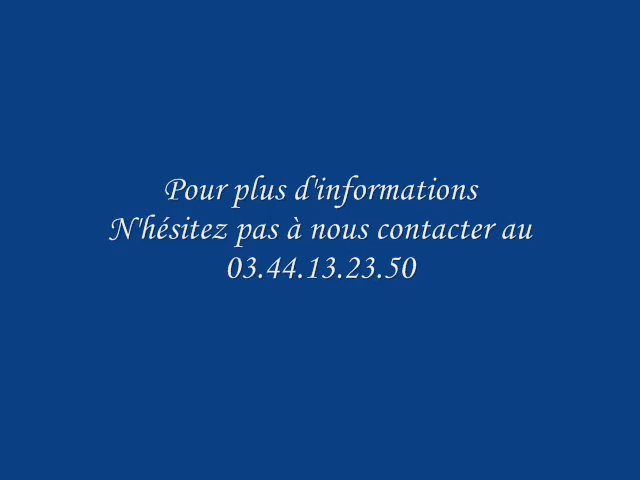 Pour plus d'informations
N'hésitez pas à nous contacter au
03.44.13.23.50